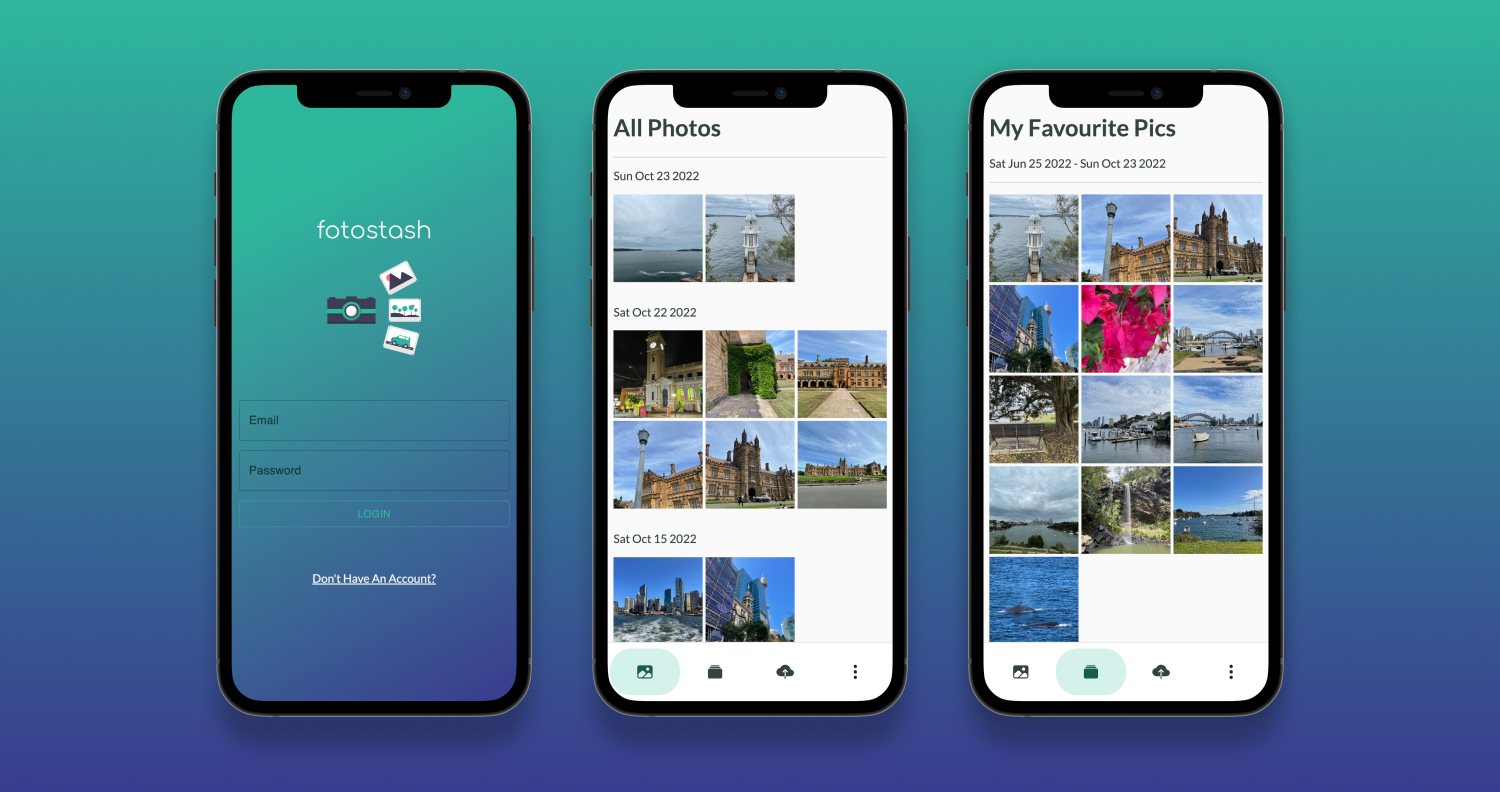 fotostash
Email
Password
LOGIN
Don't Have An Account?
All Photos
Sun Oct 23 2022
Sat Oct 22 2022
Sat Oct 15 2022
My Favourite Pics
Sat Jun 25 2022 - Sun Oct 23 2022